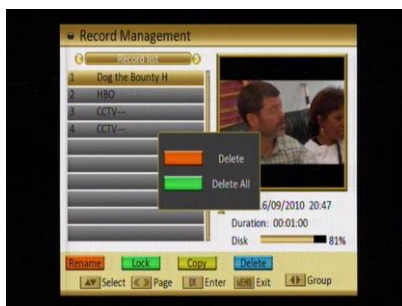 Record Management
Record list
1 Dog the Bounty H
2 HBO
3 CCTV---
4 CCTV---
Delete
Delete All
6/09/2010 20:47
Duration: 00:01:00
Disk 81%
Rename Lock Copy Delete
Select Page OK Enter MENU Exit Group